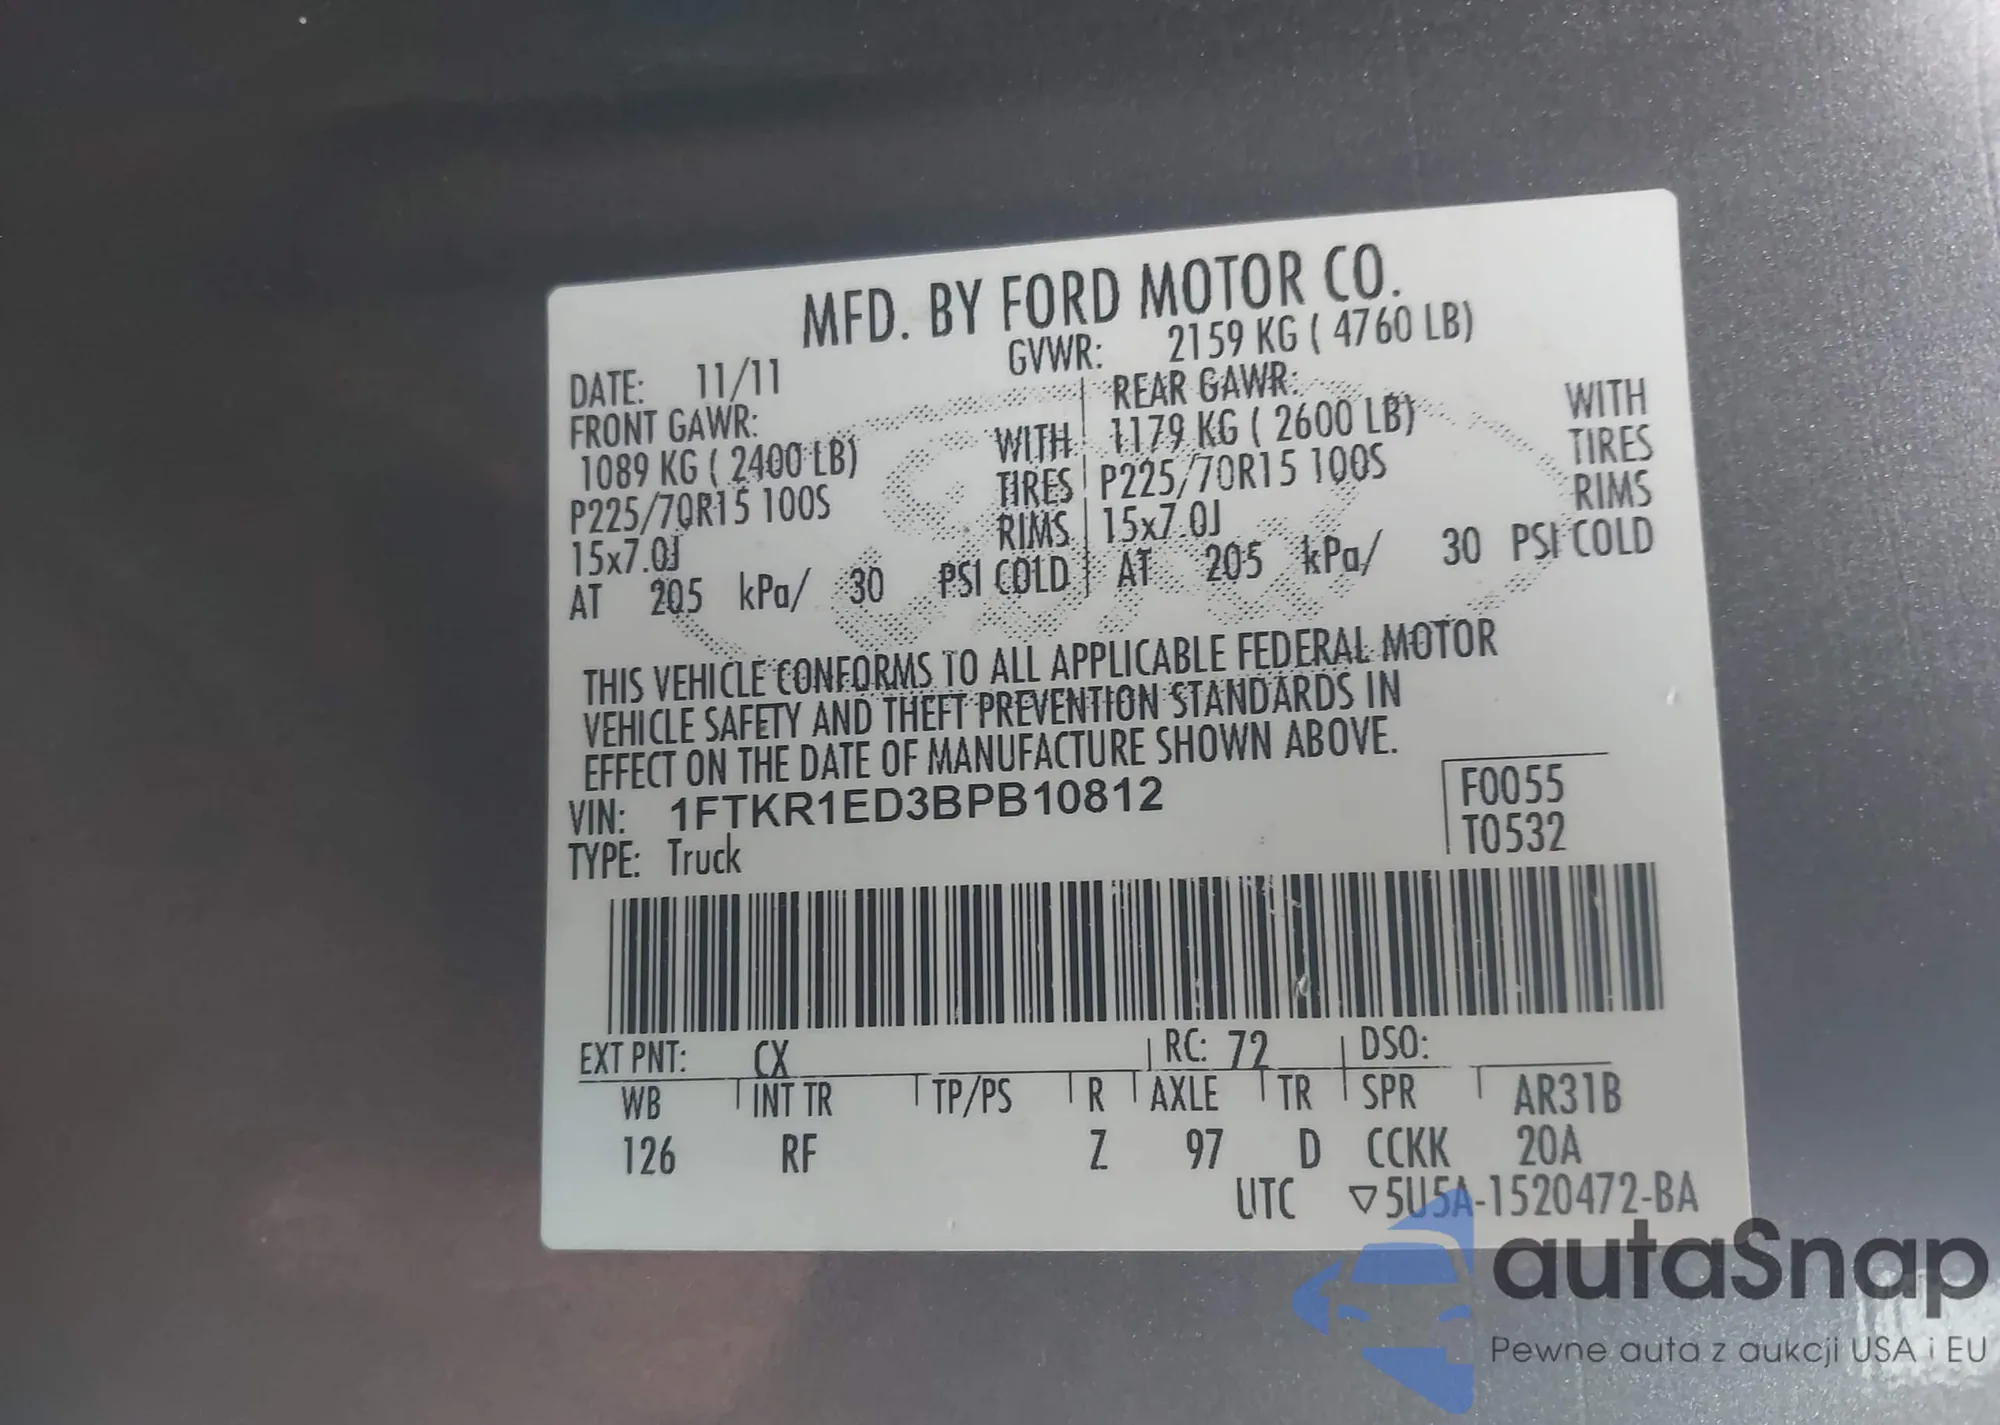 MFD. BY FORD MOTOR CO.
DATE: 11/11 GVWR: 2159 KG ( 4760 LB)
FRONT GAWR: REAR GAWR:
1089 KG ( 2400 LB) WITH 1179 KG ( 2600 LB) WITH
P225/70R15 100S TIRES P225/70R15 100S TIRES
15x7.0J RIMS 15x7.0J RIMS
AT 205 kPa/ 30 PSI COLD AT 205 kPa/ 30 PSI COLD
THIS VEHICLE CONFORMS TO ALL APPLICABLE FEDERAL MOTOR
VEHICLE SAFETY AND THEFT PREVENTION STANDARDS IN
EFFECT ON THE DATE OF MANUFACTURE SHOWN ABOVE.
VIN: 1FTKR1ED3BPB10812 F0055
TYPE: Truck T0532
EXT PNT: CX RC: 72 DSO:
WB INT TR TP/PS R AXLE TR SPR AR31B
126 RF Z 97 D CCKK 20A
UTC ▽5U5A-1520472-BA
autaSnap
Pewne auta z aukcji USA i EU